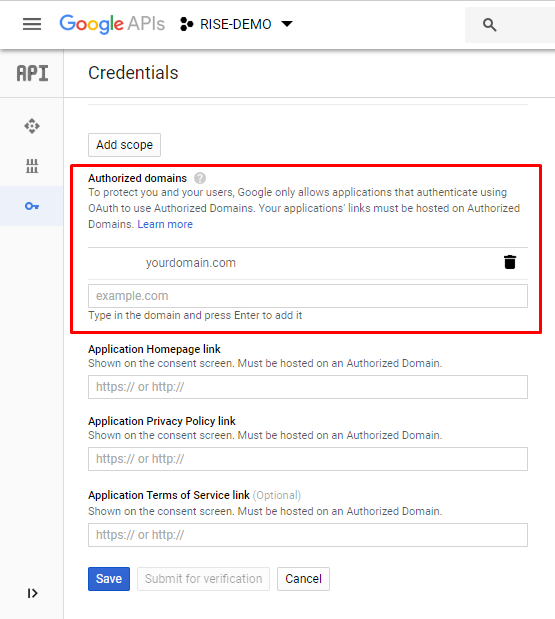 Google APIs RISE-DEMO
API Credentials
Add scope
Authorized domains ?
To protect you and your users, Google only allows applications that authenticate using
OAuth to use Authorized Domains. Your applications' links must be hosted on Authorized
Domains. Learn more
yourdomain.com
example.com
Type in the domain and press Enter to add it
Application Homepage link
Shown on the consent screen. Must be hosted on an Authorized Domain.
https:// or http://
Application Privacy Policy link
Shown on the consent screen. Must be hosted on an Authorized Domain.
https:// or http://
Application Terms of Service link (Optional)
Shown on the consent screen. Must be hosted on an Authorized Domain.
https:// or http://
Save Submit for verification Cancel